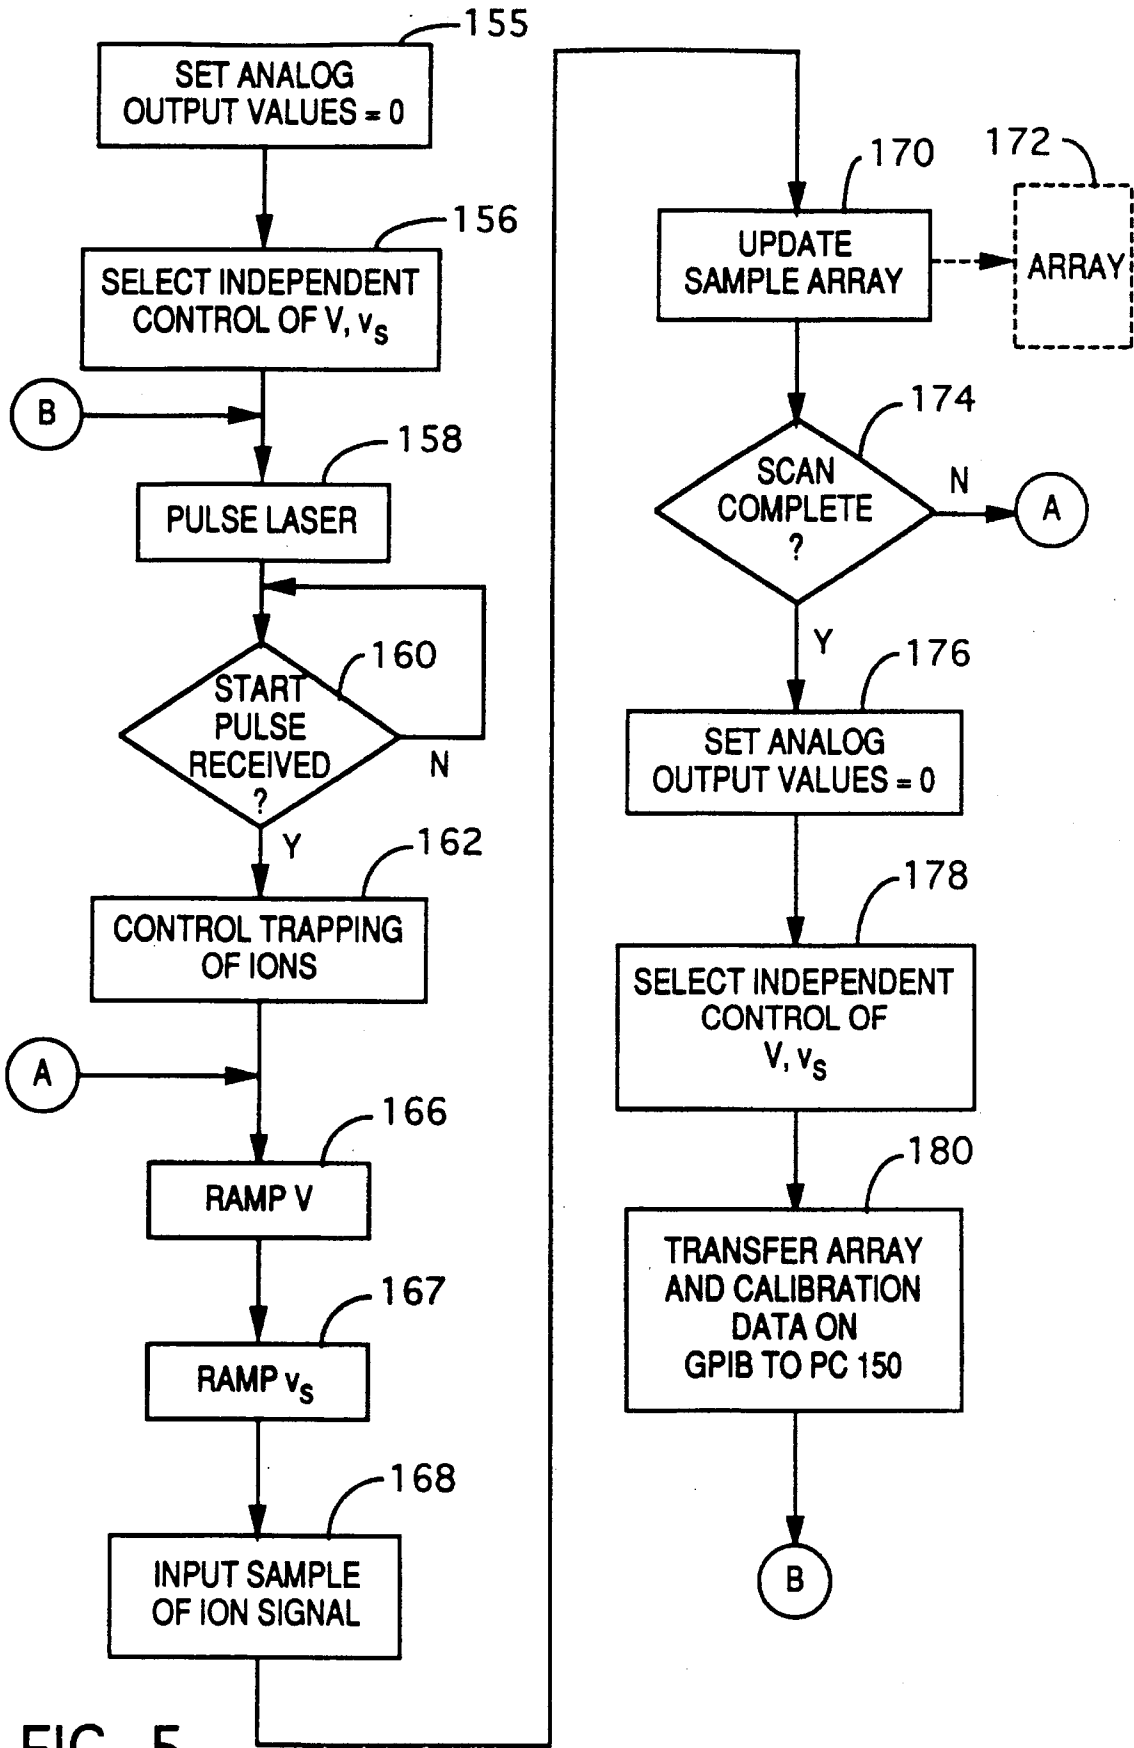 155
SET ANALOG
OUTPUT VALUES = 0
156
SELECT INDEPENDENT
CONTROL OF V, vS
B
158
PULSE LASER
160
START
PULSE
RECEIVED
?
N
Y
162
CONTROL TRAPPING
OF IONS
A
166
RAMP V
167
RAMP vS
168
INPUT SAMPLE
OF ION SIGNAL
170
UPDATE
SAMPLE ARRAY
172
ARRAY
174
SCAN
COMPLETE
?
N
A
Y
176
SET ANALOG
OUTPUT VALUES = 0
178
SELECT INDEPENDENT
CONTROL OF
V, vS
180
TRANSFER ARRAY
AND CALIBRATION
DATA ON
GPIB TO PC 150
B
FIG. 5